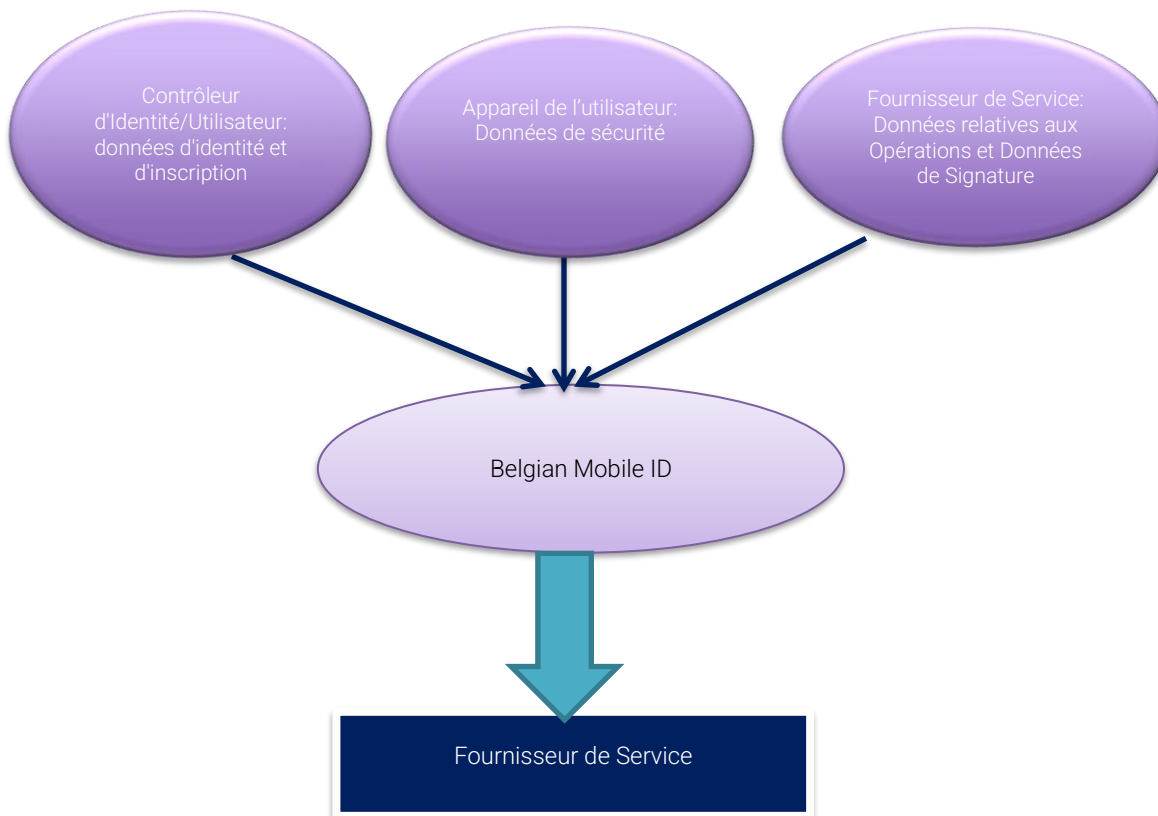 Contrôleur
d'Identité/Utilisateur:
données d'identité et
d'inscription
Appareil de l’utilisateur:
Données de sécurité
Fournisseur de Service:
Données relatives aux
Opérations et Données
de Signature
Belgian Mobile ID
Fournisseur de Service